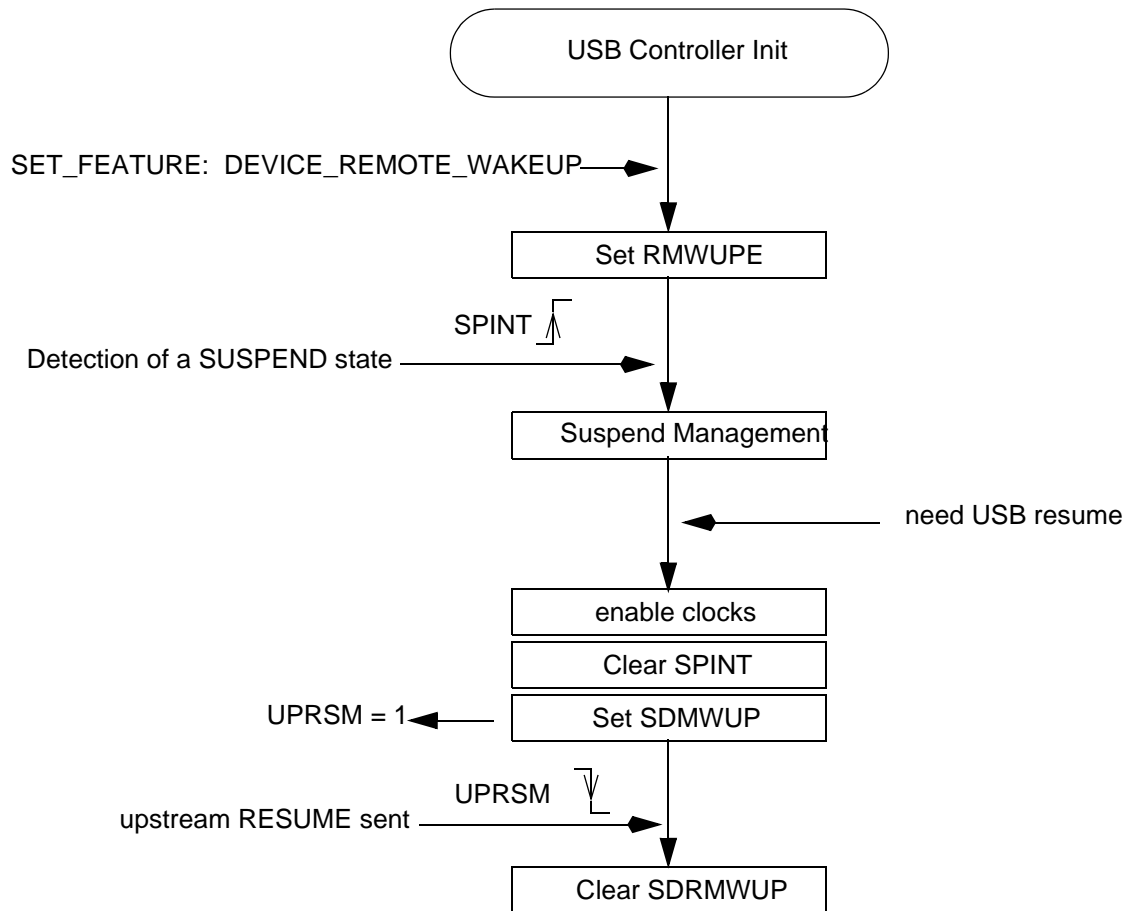 USB Controller Init
SET_FEATURE: DEVICE_REMOTE_WAKEUP
Set RMWUPE
SPINT
Detection of a SUSPEND state
Suspend Management
need USB resume
enable clocks
Clear SPINT
UPRSM = 1
Set SDMWUP
UPRSM
upstream RESUME sent
Clear SDRMWUP